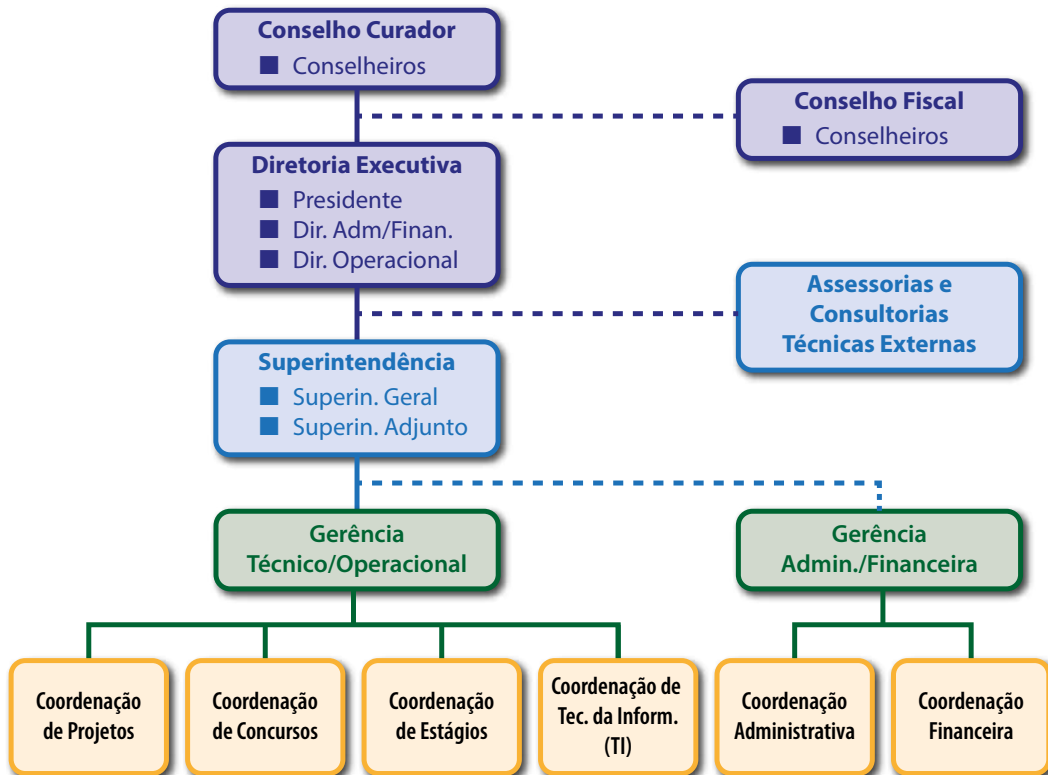 Conselho Curador
■ Conselheiros
Conselho Fiscal
■ Conselheiros
Diretoria Executiva
■ Presidente
■ Dir. Adm/Finan.
■ Dir. Operacional
Assessorias e
Consultorias
Técnicas Externas
Superintendência
■ Superin. Geral
■ Superin. Adjunto
Gerência
Técnico/Operacional
Gerência
Admin./Financeira
Coordenação
de Projetos
Coordenação
de Concursos
Coordenação
de Estágios
Coordenação de
Tec. da Inform.
(TI)
Coordenação
Administrativa
Coordenação
Financeira